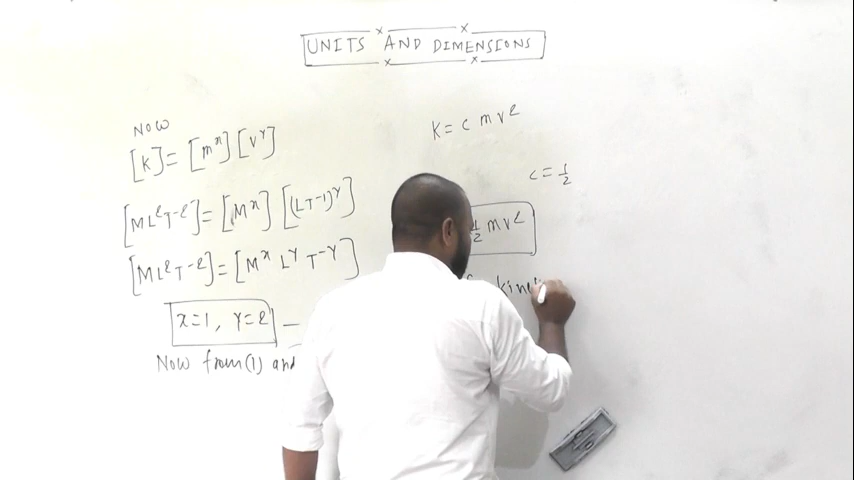 UNITS AND DIMENSIONS
NOW
[K] = [m^x] [v^y]
[ML^2T^-2] = [M^x] [(LT-1)^y]
[ML^2T^-2] = [M^x L^y T^-y]
x=1, y=2 —
Now from (1) and
K = C m v^2
C = 1/2
1/2 m v^2